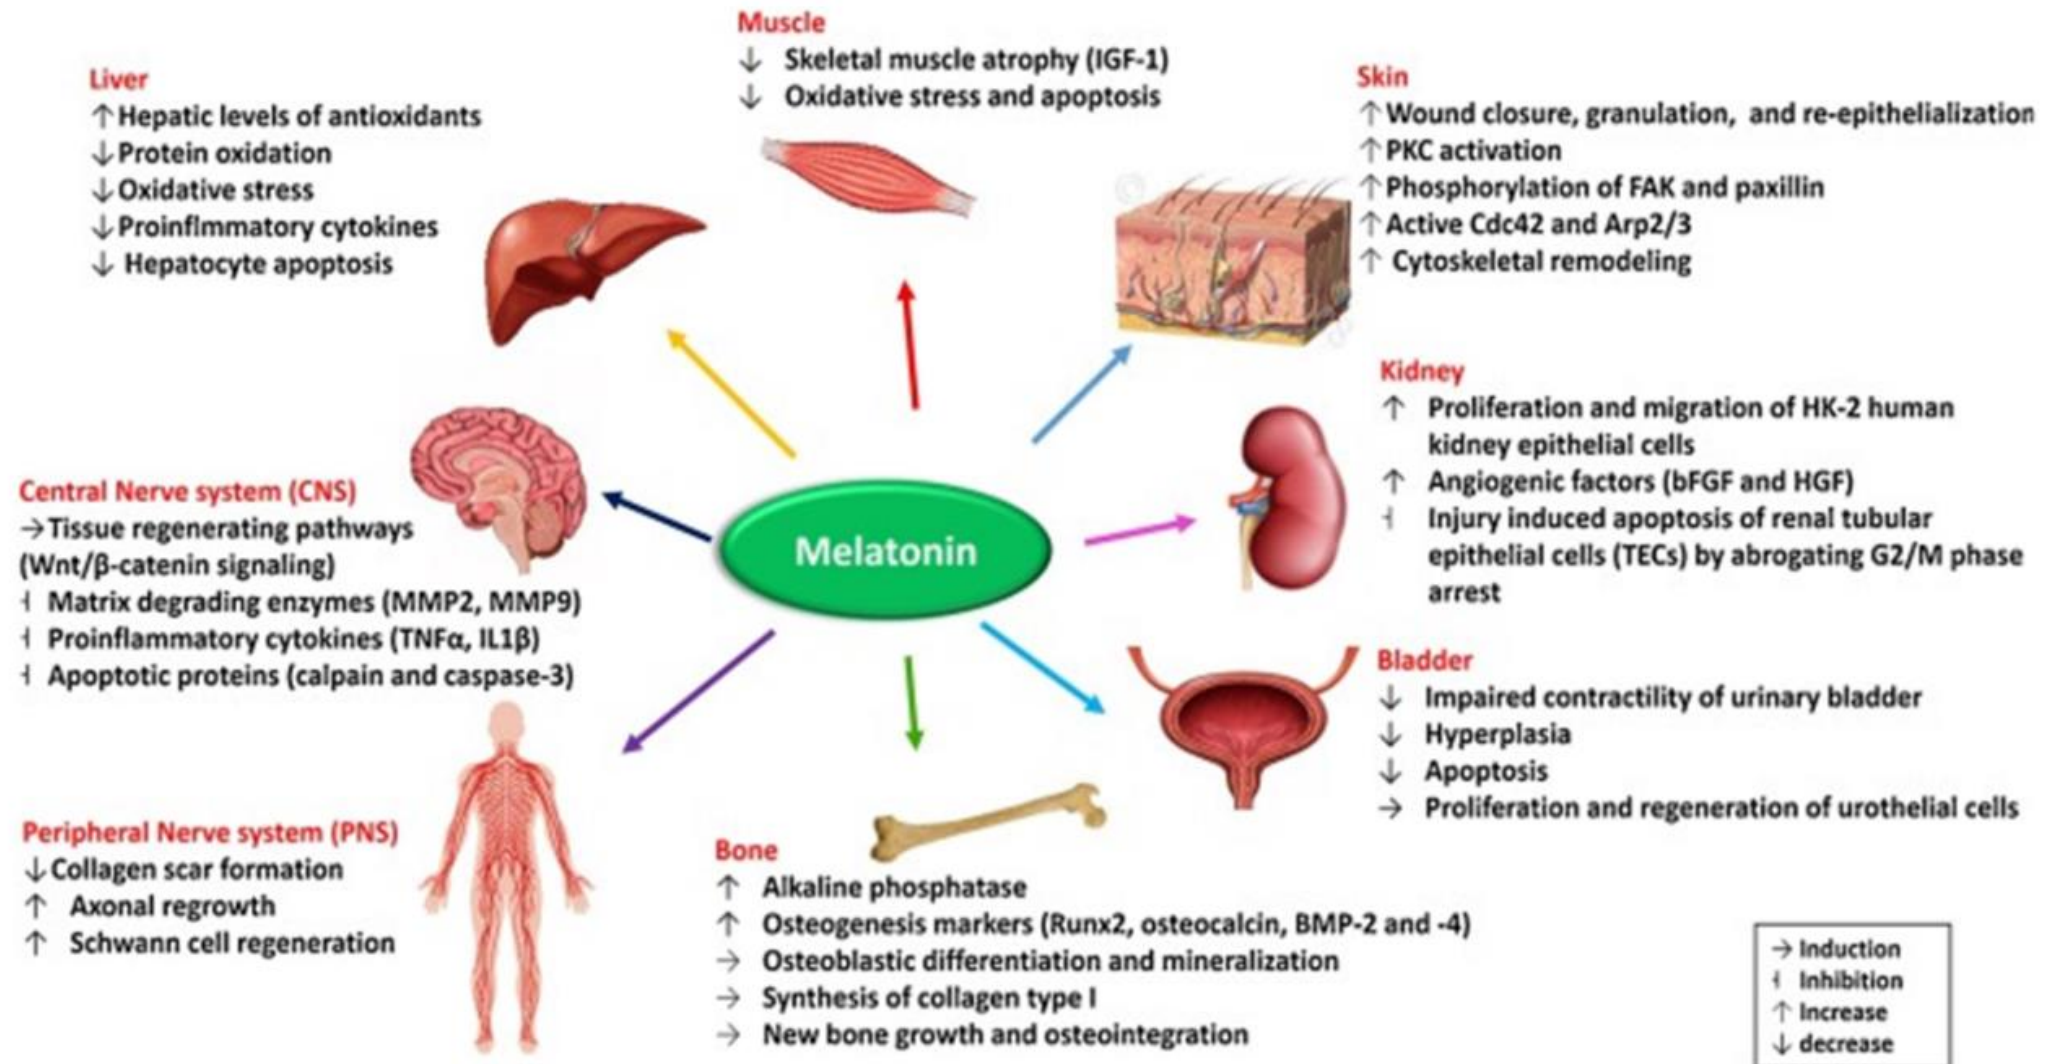 Muscle
↓ Skeletal muscle atrophy (IGF-1)
↓ Oxidative stress and apoptosis
Liver
↑ Hepatic levels of antioxidants
↓ Protein oxidation
↓ Oxidative stress
↓ Proinflmmatory cytokines
↓ Hepatocyte apoptosis
Skin
↑ Wound closure, granulation, and re-epithelialization
↑ PKC activation
↑ Phosphorylation of FAK and paxillin
↑ Active Cdc42 and Arp2/3
↑ Cytoskeletal remodeling
Kidney
↑ Proliferation and migration of HK-2 human
kidney epithelial cells
↑ Angiogenic factors (bFGF and HGF)
┤ Injury induced apoptosis of renal tubular
epithelial cells (TECs) by abrogating G2/M phase
arrest
Central Nerve system (CNS)
→ Tissue regenerating pathways
(Wnt/β-catenin signaling)
┤ Matrix degrading enzymes (MMP2, MMP9)
┤ Proinflammatory cytokines (TNFα, IL1β)
┤ Apoptotic proteins (calpain and caspase-3)
Melatonin
Bladder
↓ Impaired contractility of urinary bladder
↓ Hyperplasia
↓ Apoptosis
→ Proliferation and regeneration of urothelial cells
Peripheral Nerve system (PNS)
↓ Collagen scar formation
↑ Axonal regrowth
↑ Schwann cell regeneration
Bone
↑ Alkaline phosphatase
↑ Osteogenesis markers (Runx2, osteocalcin, BMP-2 and -4)
→ Osteoblastic differentiation and mineralization
→ Synthesis of collagen type I
→ New bone growth and osteointegration
→ Induction
┤ Inhibition
↑ Increase
↓ decrease